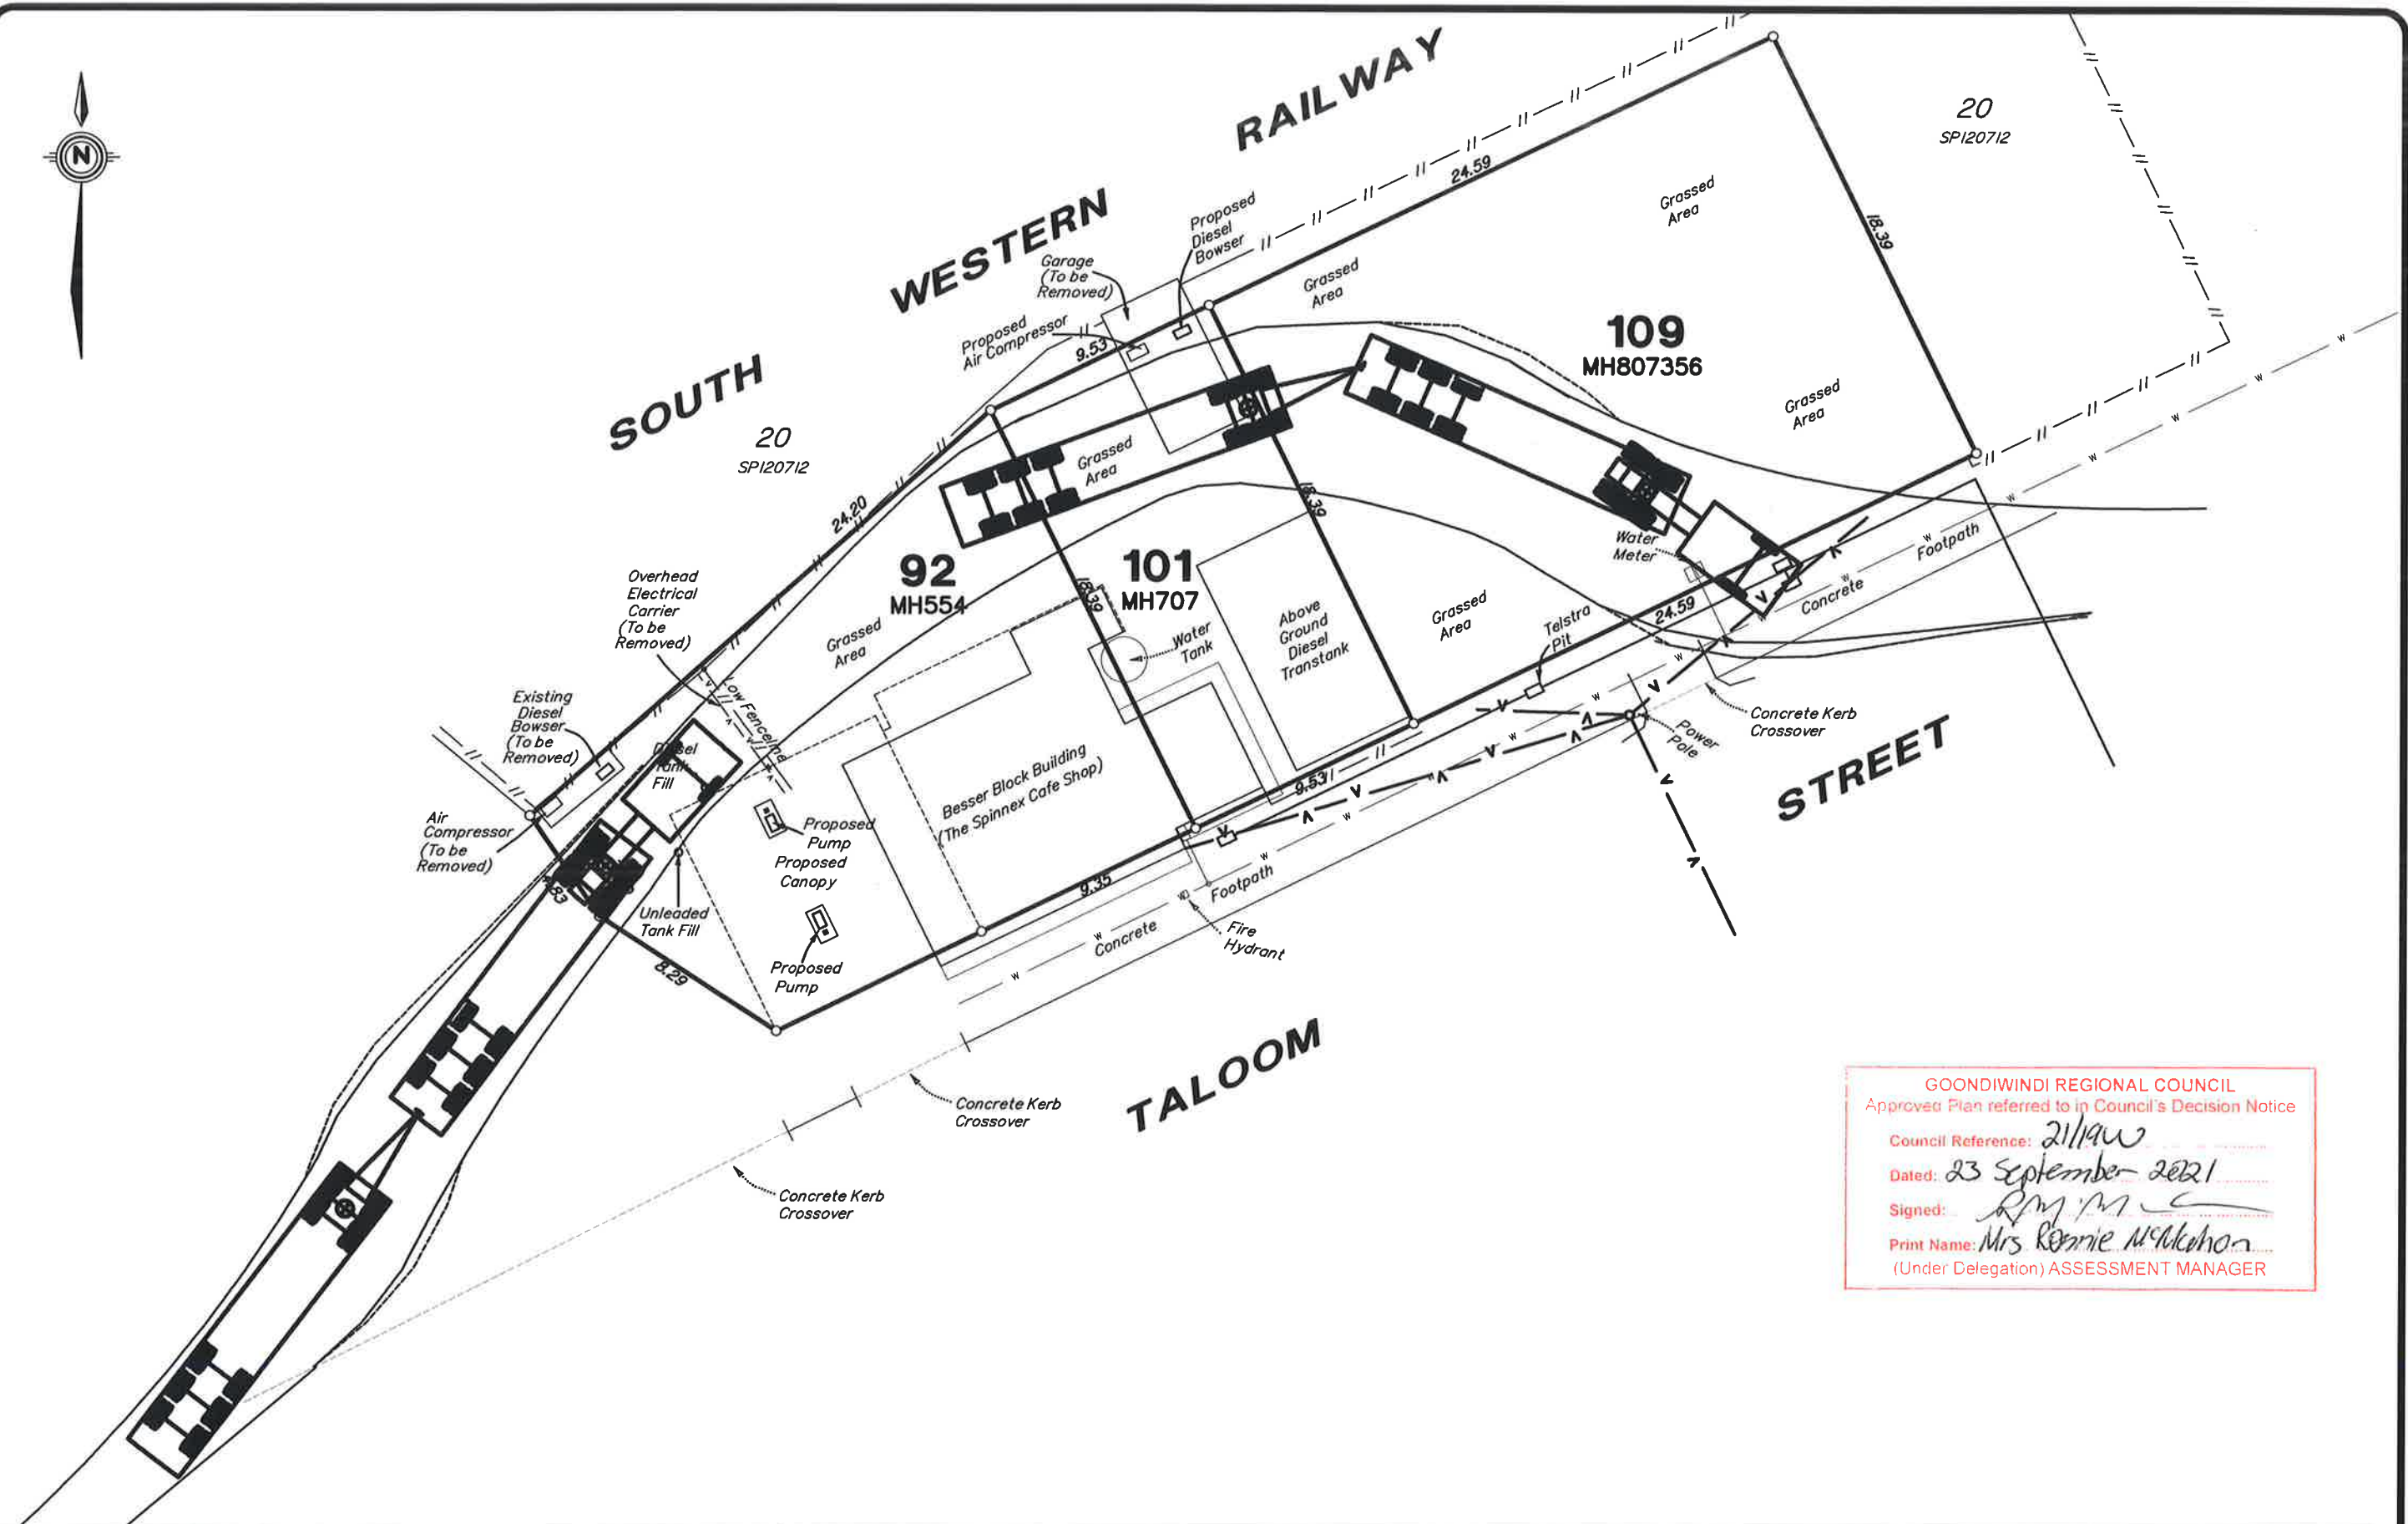 N
SOUTH
WESTERN
RAILWAY
20
SP120712
20
SP120712
24.59
18.39
Grassed
Area
Proposed
Diesel
Bowser
Garage
(To be
Removed)
Proposed
Air Compressor
9.53
Grassed
Area
109
MH807356
Grassed
Area
Grassed
Area
24.20
18.39
92
MH554
101
MH707
18.39
Overhead
Electrical
Carrier
(To be
Removed)
Grassed
Area
Low Fenceline
Water
Tank
Above
Ground
Diesel
Transtank
Grassed
Area
Telstra
Pit
24.59
Water
Meter
Concrete
Footpath
Existing
Diesel
Bowser
(To be
Removed)
Diesel
Tank
Fill
Air
Compressor
(To be
Removed)
Besser Block Building
(The Spinnex Cafe Shop)
9.53
Power
Pole
Concrete Kerb
Crossover
Proposed
Pump
Proposed
Canopy
Unleaded
Tank Fill
8.29
Proposed
Pump
9.35
Concrete
Footpath
Fire
Hydrant
TALOOM
STREET
Concrete Kerb
Crossover
Concrete Kerb
Crossover
GOONDIWINDI REGIONAL COUNCIL
Approved Plan referred to in Council's Decision Notice
Council Reference: 21/19W
Dated: 23 September 2021
Signed:
Print Name: Mrs Ronnie McMahon
(Under Delegation) ASSESSMENT MANAGER